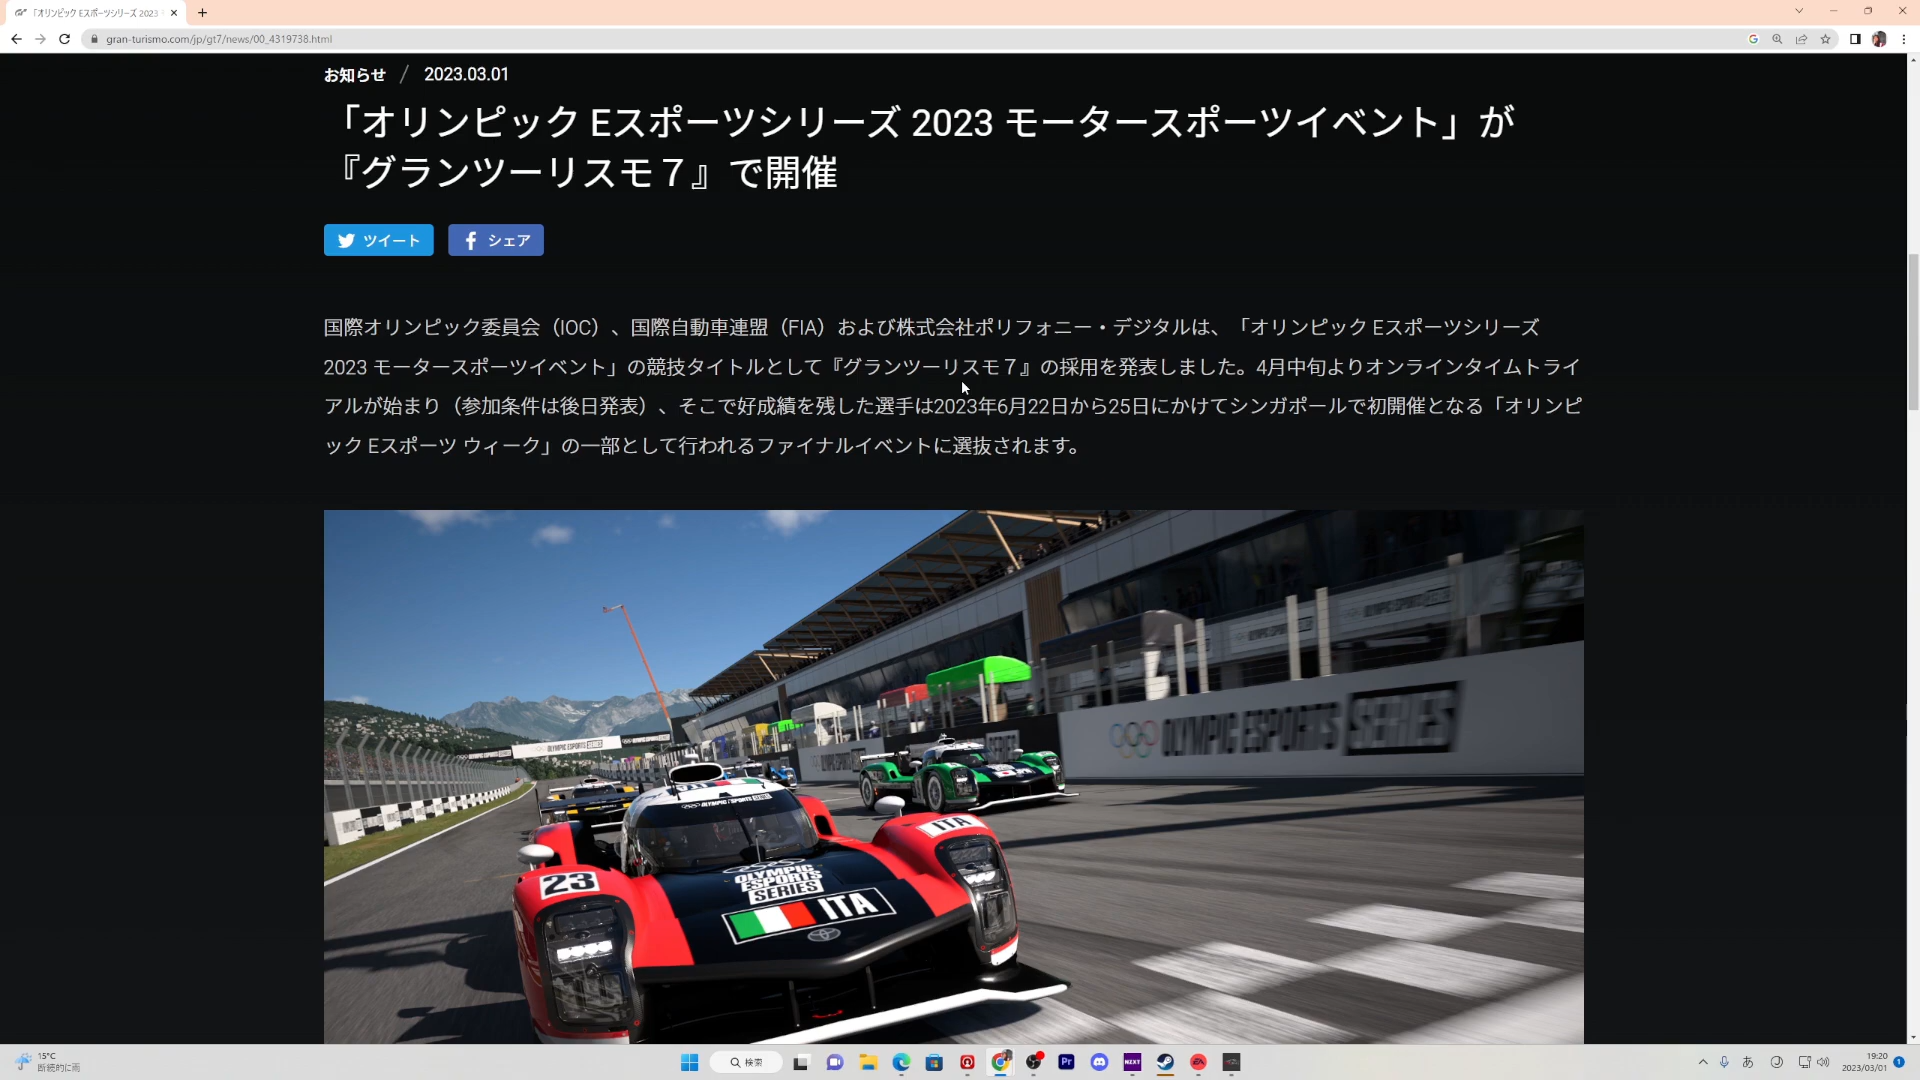 「オリンピック Eスポーツシリーズ 2023
gran-turismo.com/jp/gt7/news/00_4319738.html
お知らせ / 2023.03.01
「オリンピック Eスポーツシリーズ 2023 モータースポーツイベント」が
『グランツーリスモ７』で開催
ツイート シェア
国際オリンピック委員会（IOC）、国際自動車連盟（FIA）および株式会社ポリフォニー・デジタルは、「オリンピック Eスポーツシリーズ
2023 モータースポーツイベント」の競技タイトルとして『グランツーリスモ７』の採用を発表しました。4月中旬よりオンラインタイムトライ
アルが始まり（参加条件は後日発表）、そこで好成績を残した選手は2023年6月22日から25日にかけてシンガポールで初開催となる「オリンピ
ック Eスポーツ ウィーク」の一部として行われるファイナルイベントに選抜されます。
OLYMPIC ESPORTS SERIES
OLYMPIC ESPORTS SERIES
OLYMPIC ESPORTS SERIES
ITA
23
OLYMPIC
ESPORTS
SERIES
ITA
15°C
断続的に雨
検索
Pr
NEXT
EA
あ
19:20
2023/03/01
1